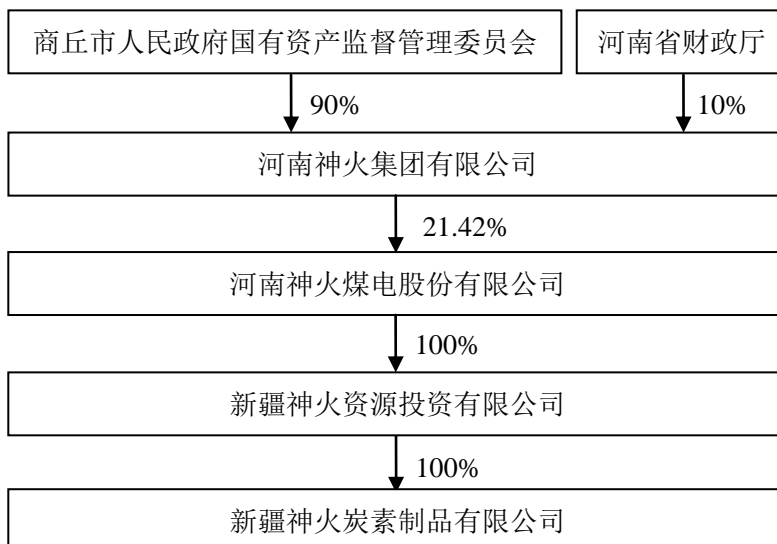 商丘市人民政府国有资产监督管理委员会
河南省财政厅
90%
10%
河南神火集团有限公司
21.42%
河南神火煤电股份有限公司
100%
新疆神火资源投资有限公司
100%
新疆神火炭素制品有限公司